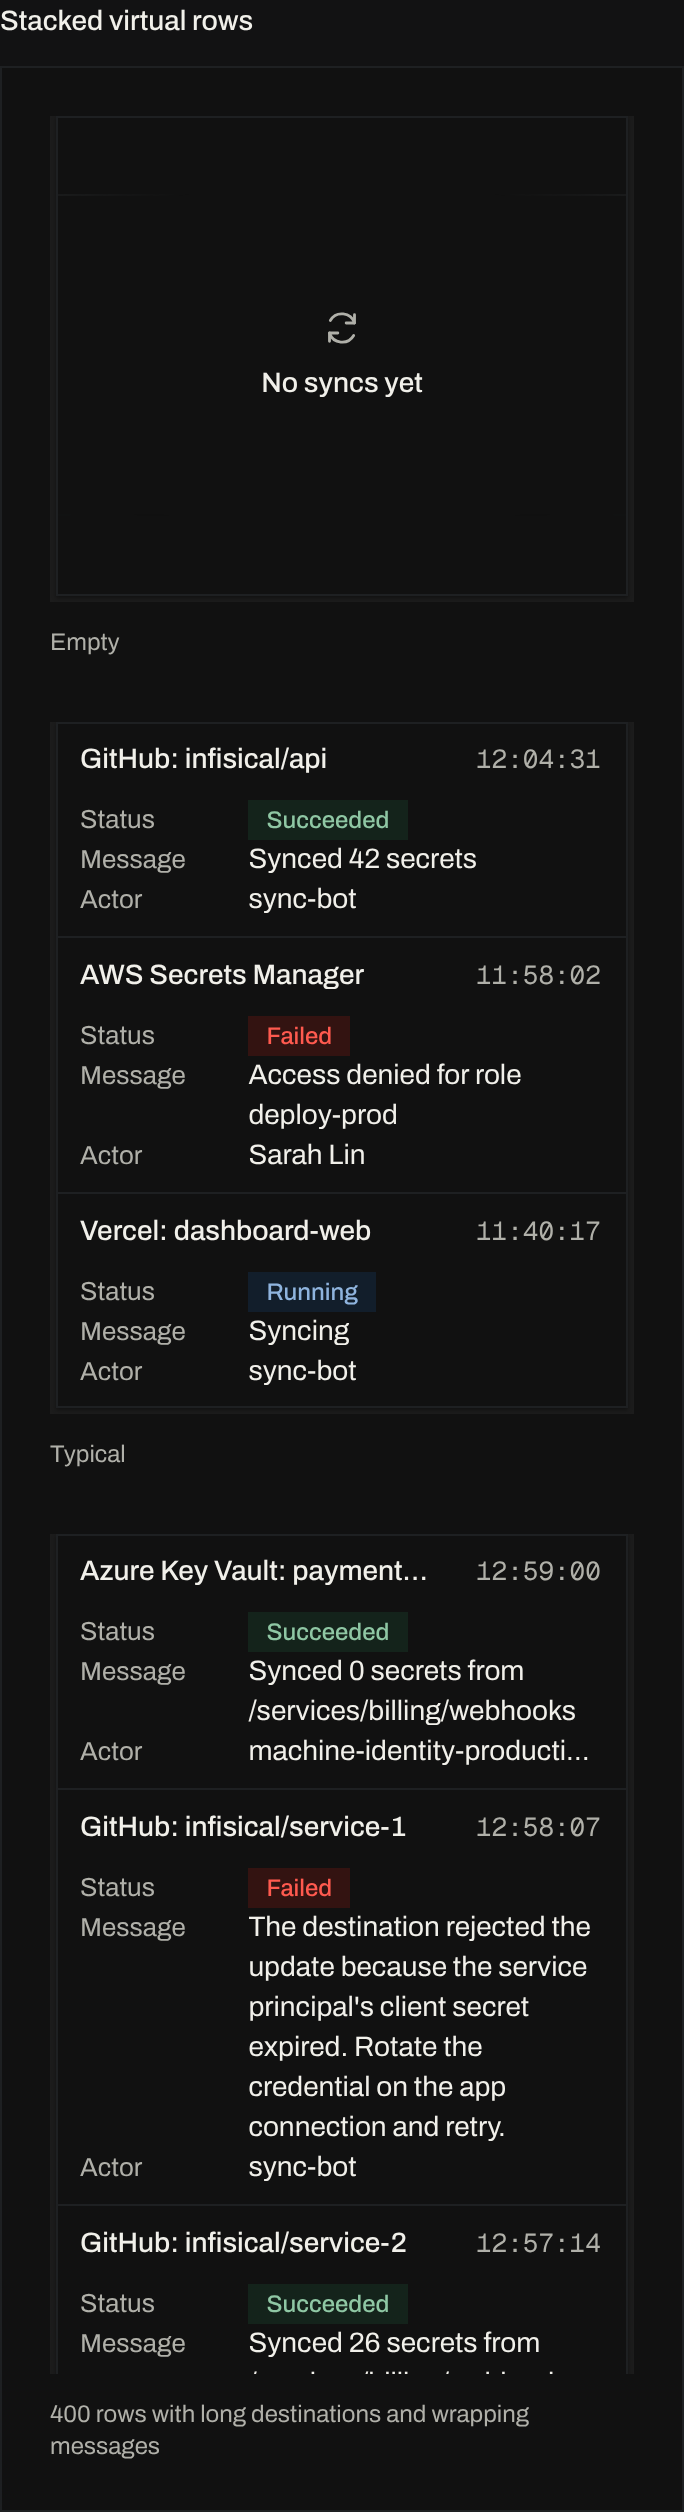 Stacked virtual rows
No syncs yet
Empty
GitHub: infisical/api 12:04:31
Status Succeeded
Message Synced 42 secrets
Actor sync-bot
AWS Secrets Manager 11:58:02
Status Failed
Message Access denied for role
deploy-prod
Actor Sarah Lin
Vercel: dashboard-web 11:40:17
Status Running
Message Syncing
Actor sync-bot
Typical
Azure Key Vault: payment... 12:59:00
Status Succeeded
Message Synced 0 secrets from
/services/billing/webhooks
Actor machine-identity-producti...
GitHub: infisical/service-1 12:58:07
Status Failed
Message The destination rejected the
update because the service
principal's client secret
expired. Rotate the
credential on the app
connection and retry.
Actor sync-bot
GitHub: infisical/service-2 12:57:14
Status Succeeded
Message Synced 26 secrets from
400 rows with long destinations and wrapping
messages